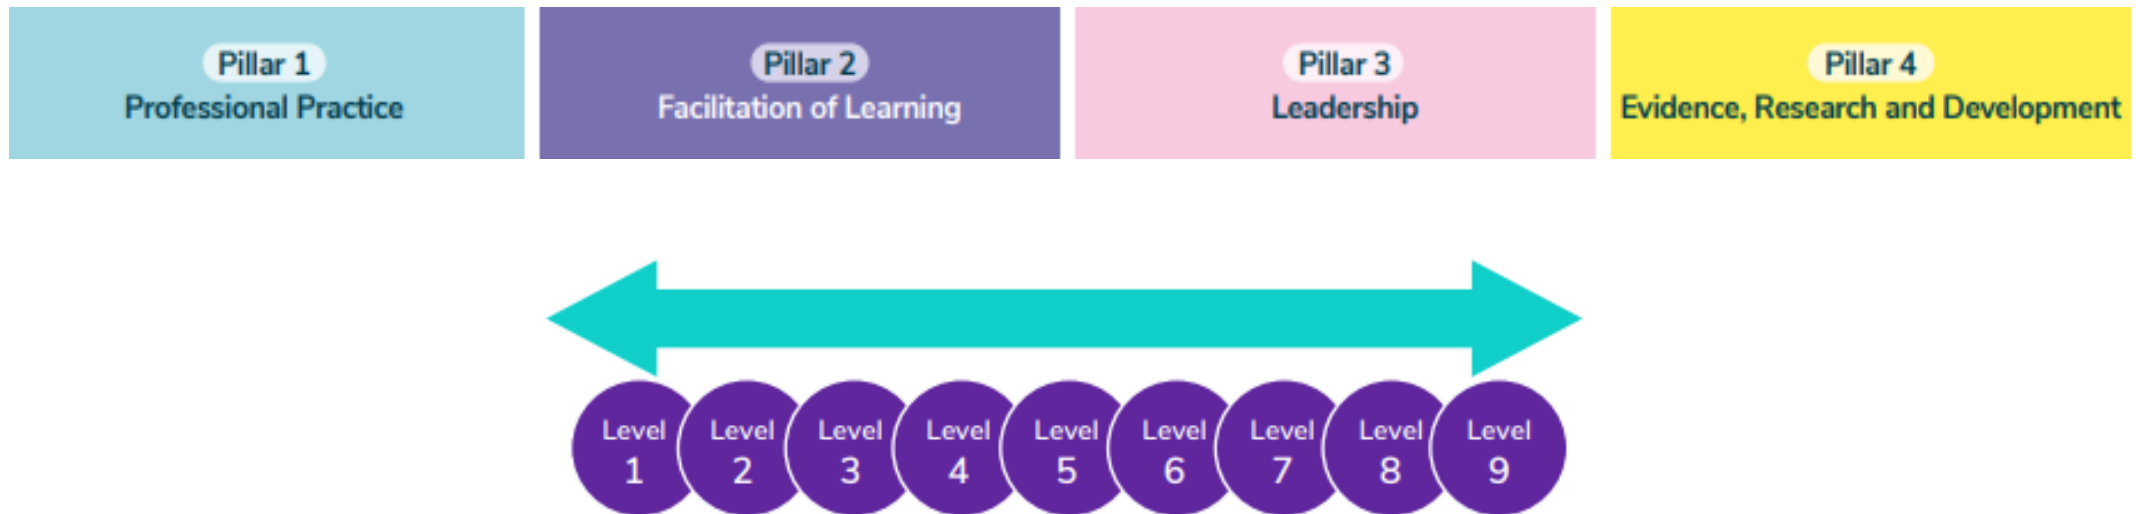 Pillar 1
Professional Practice
Pillar 2
Facilitation of Learning
Pillar 3
Leadership
Pillar 4
Evidence, Research and Development
Level
1
Level
2
Level
3
Level
4
Level
5
Level
6
Level
7
Level
8
Level
9